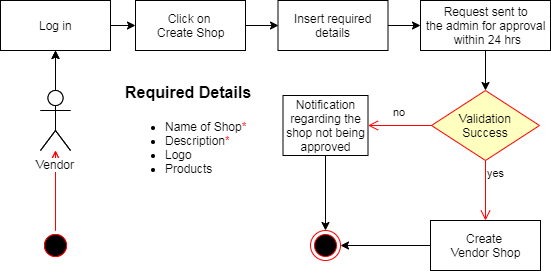 Log in
Click on
Create Shop
Insert required
details
Request sent to
the admin for approval
within 24 hrs
Required Details
Name of Shop*
Description*
Logo
Products
Vendor
Notification
regarding the
shop not being
approved
no
Validation
Success
yes
Create
Vendor Shop